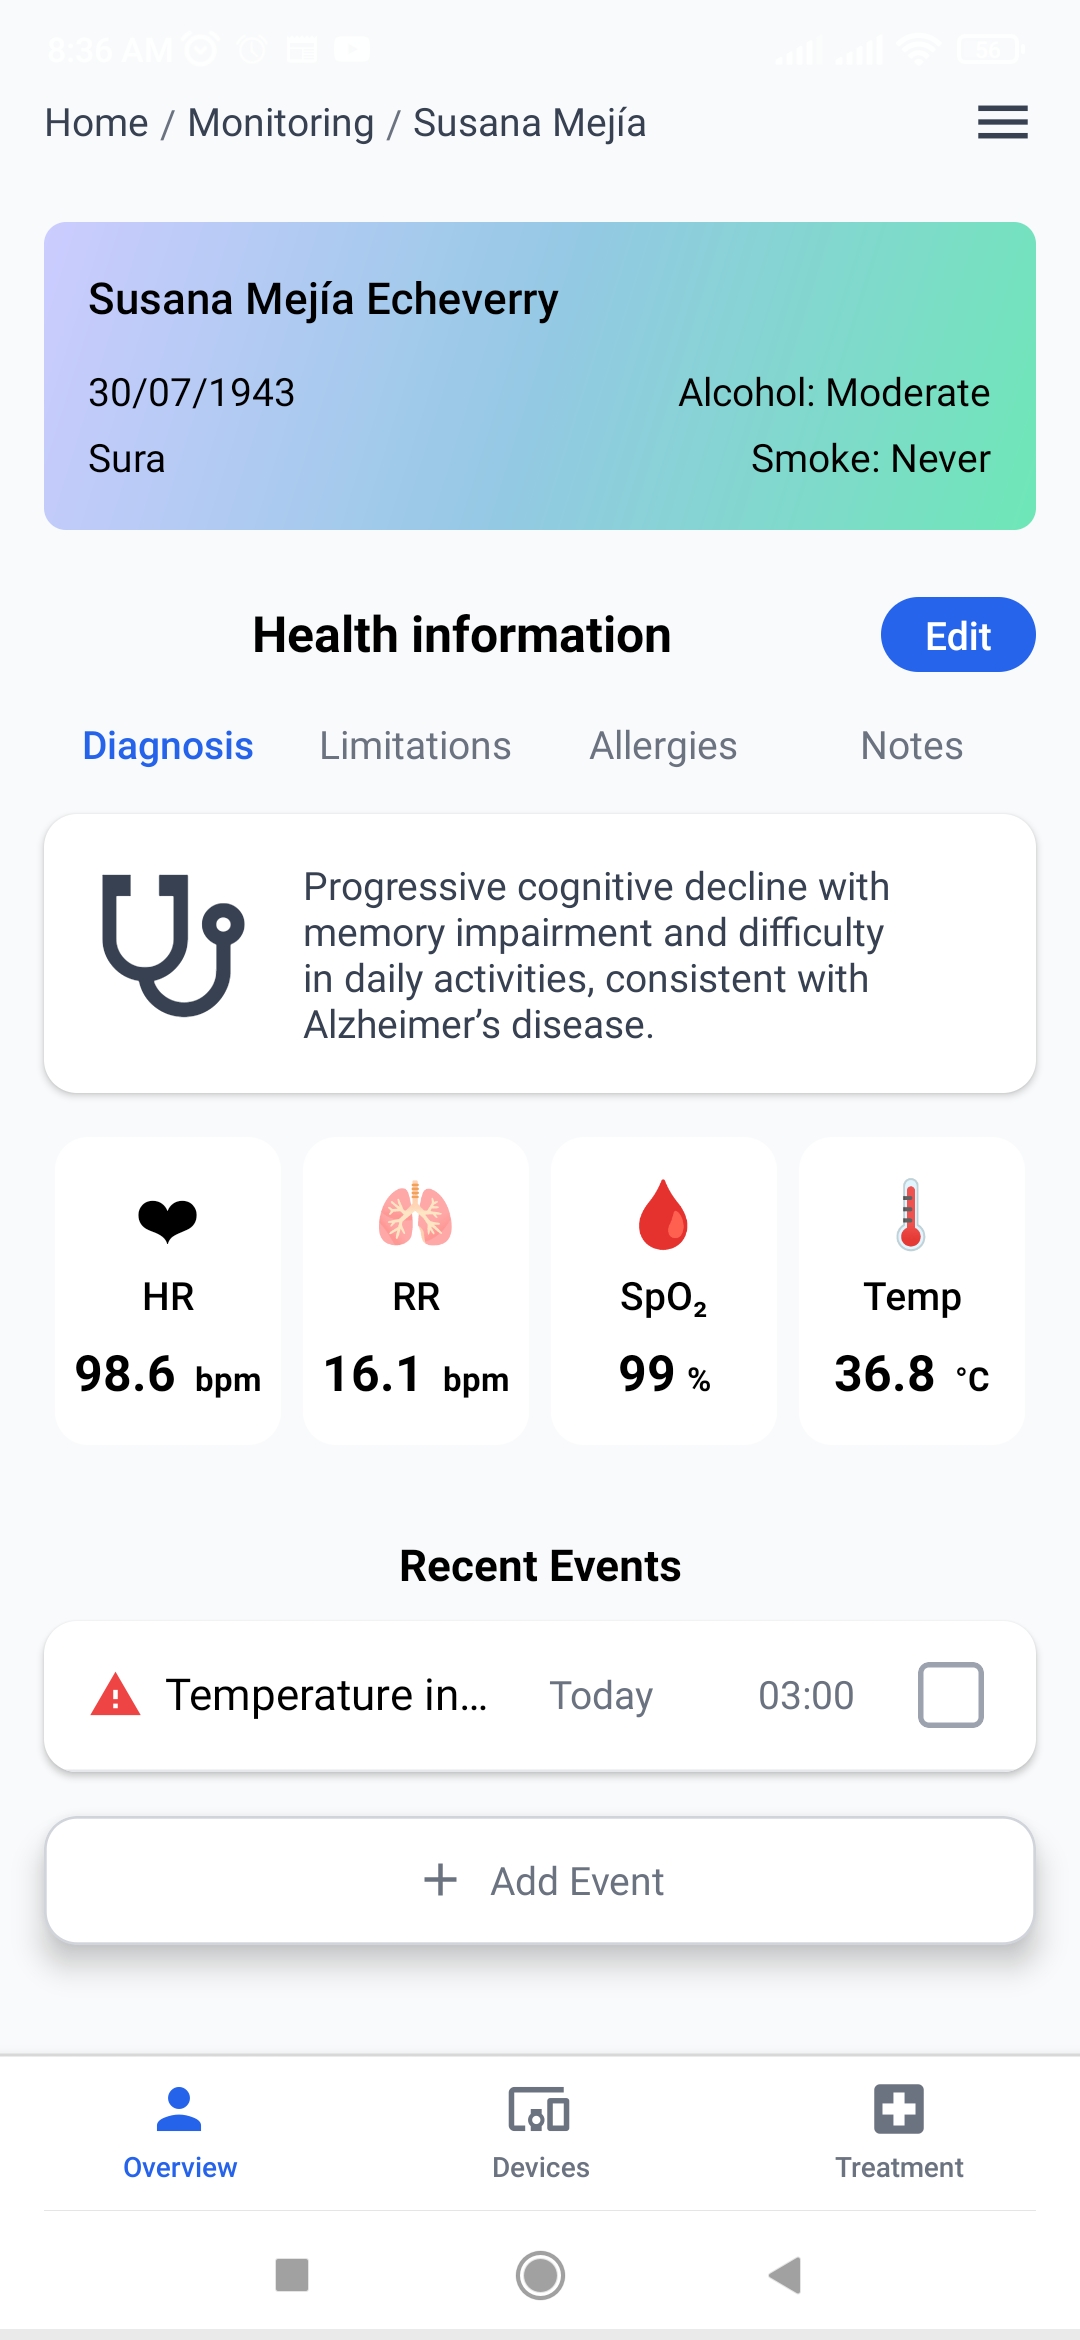 8:36 AM 56
Home / Monitoring / Susana Mejía
Susana Mejía Echeverry
30/07/1943 Alcohol: Moderate
Sura Smoke: Never
Health information Edit
Diagnosis Limitations Allergies Notes
Progressive cognitive decline with
memory impairment and difficulty
in daily activities, consistent with
Alzheimer’s disease.
HR RR SpO₂ Temp
98.6 bpm 16.1 bpm 99 % 36.8 °C
Recent Events
Temperature in... Today 03:00
+ Add Event
Overview Devices Treatment